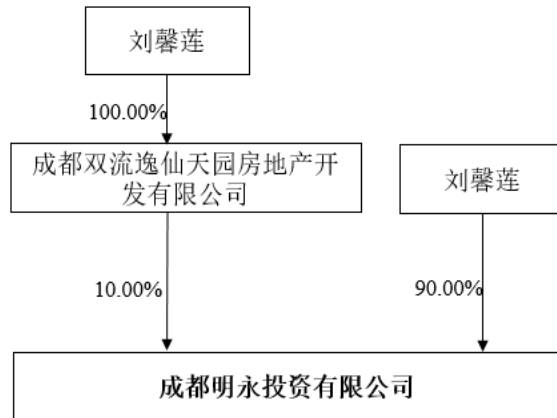 刘馨莲
100.00%
成都双流逸仙天园房地产开
发有限公司
刘馨莲
10.00%
90.00%
成都明永投资有限公司